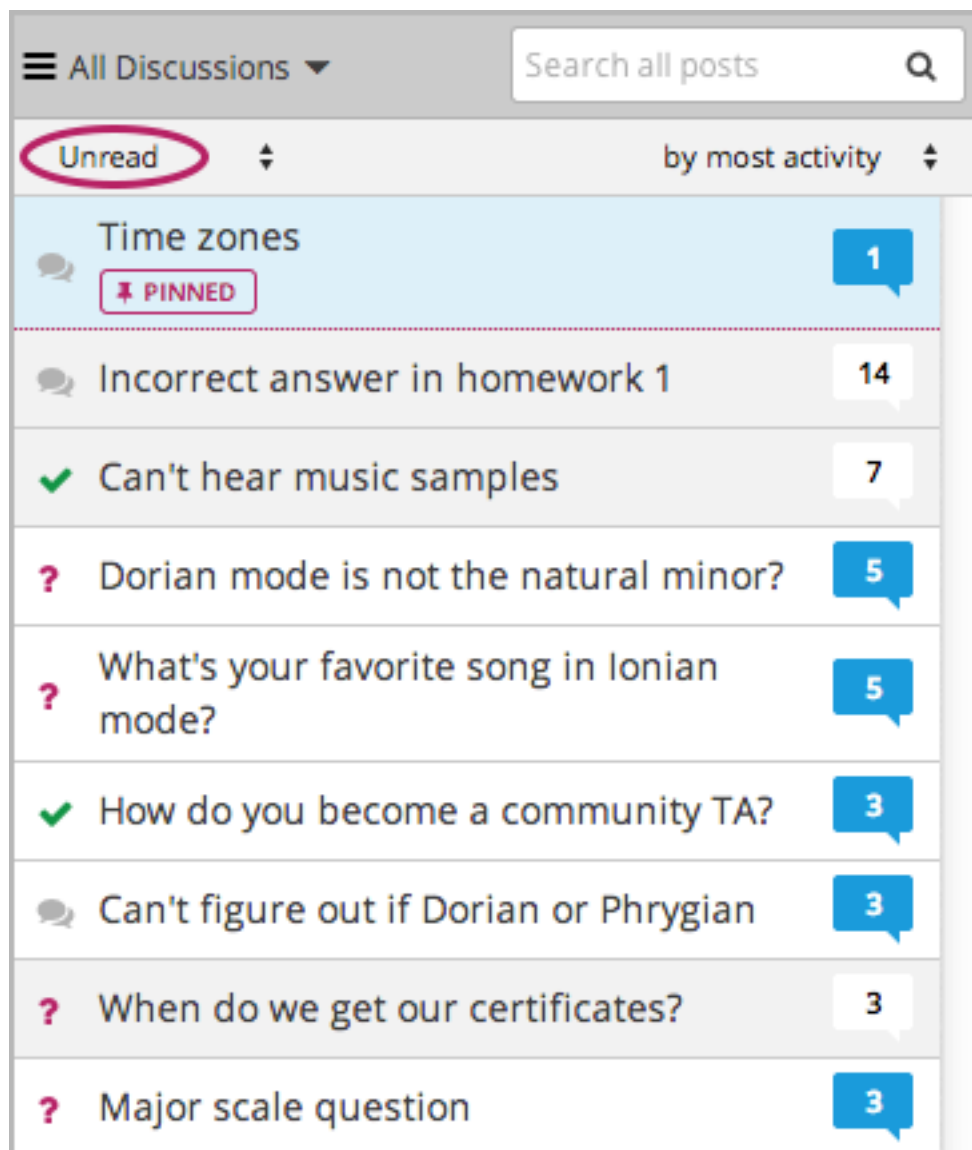 All Discussions
Search all posts
Unread
by most activity
Time zones
1
PINNED
Incorrect answer in homework 1
14
Can't hear music samples
7
? Dorian mode is not the natural minor?
5
What's your favorite song in Ionian
? mode?
5
How do you become a community TA?
3
Can't figure out if Dorian or Phrygian
3
? When do we get our certificates?
3
? Major scale question
3